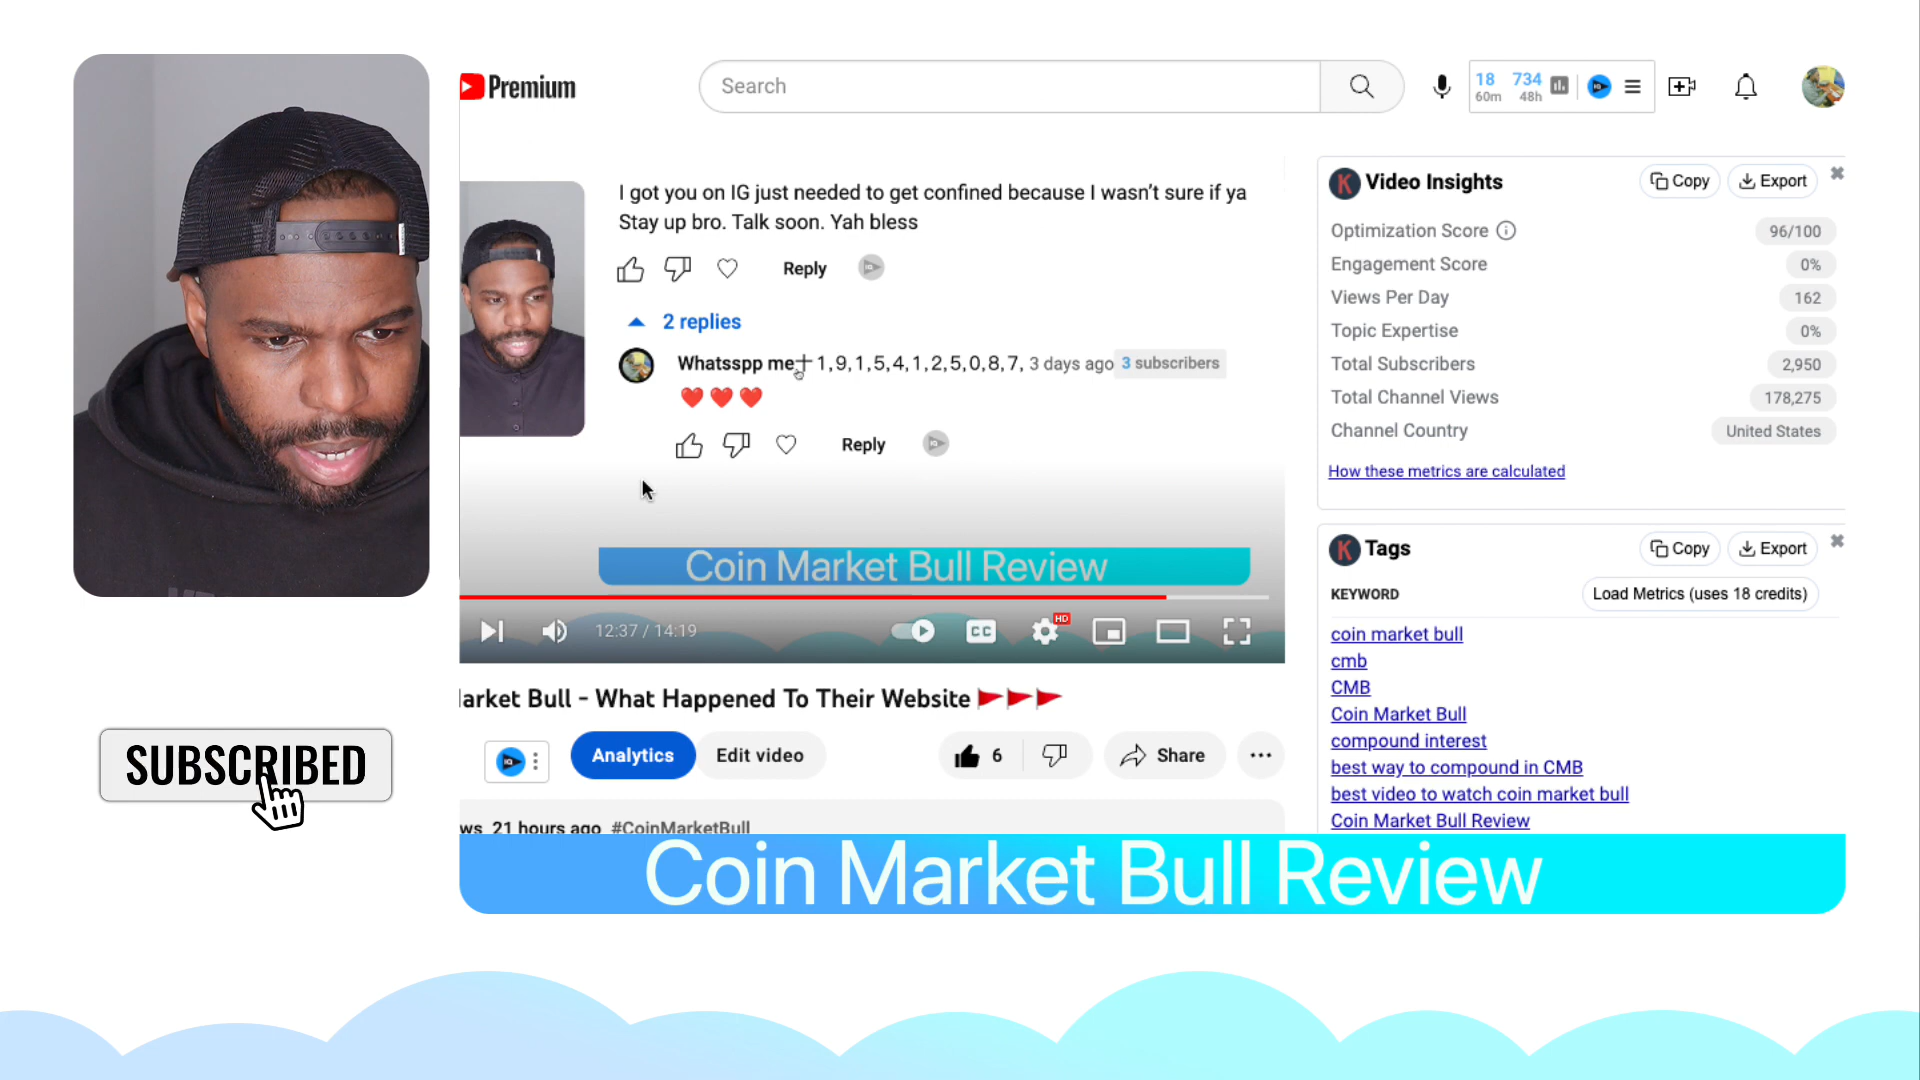 Premium
Search
18 734
60m 48h
I got you on IG just needed to get confined because I wasn't sure if ya
Stay up bro. Talk soon. Yah bless
Reply
2 replies
Whatsspp me+1,9,1,5,4,1,2,5,0,8,7, 3 days ago 3 subscribers
❤️ ❤️ ❤️
Reply
Coin Market Bull Review
12:37 / 14:19
CC
HD
arket Bull - What Happened To Their Website 🚩🚩🚩
IQ
Analytics
Edit video
6
Share
ws 21 hours ago #CoinMarketBull
K Video Insights
Copy
Export
Optimization Score 96/100
Engagement Score 0%
Views Per Day 162
Topic Expertise 0%
Total Subscribers 2,950
Total Channel Views 178,275
Channel Country United States
How these metrics are calculated
K Tags
Copy
Export
KEYWORD Load Metrics (uses 18 credits)
coin market bull
cmb
CMB
Coin Market Bull
compound interest
best way to compound in CMB
best video to watch coin market bull
Coin Market Bull Review
SUBSCRIBED
Coin Market Bull Review